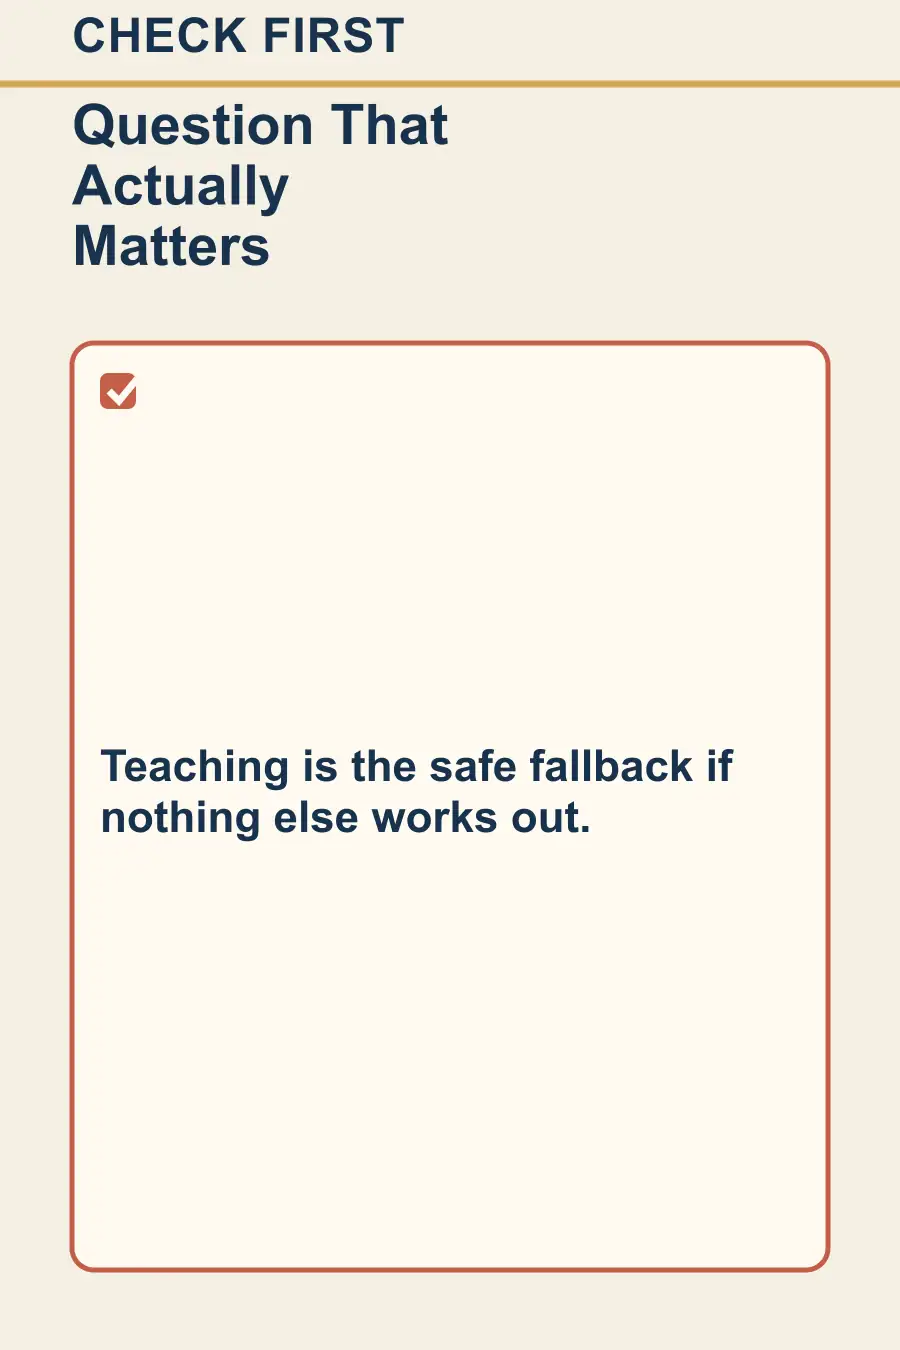 CHECK FIRST
Question That
Actually
Matters
Teaching is the safe fallback if
nothing else works out.